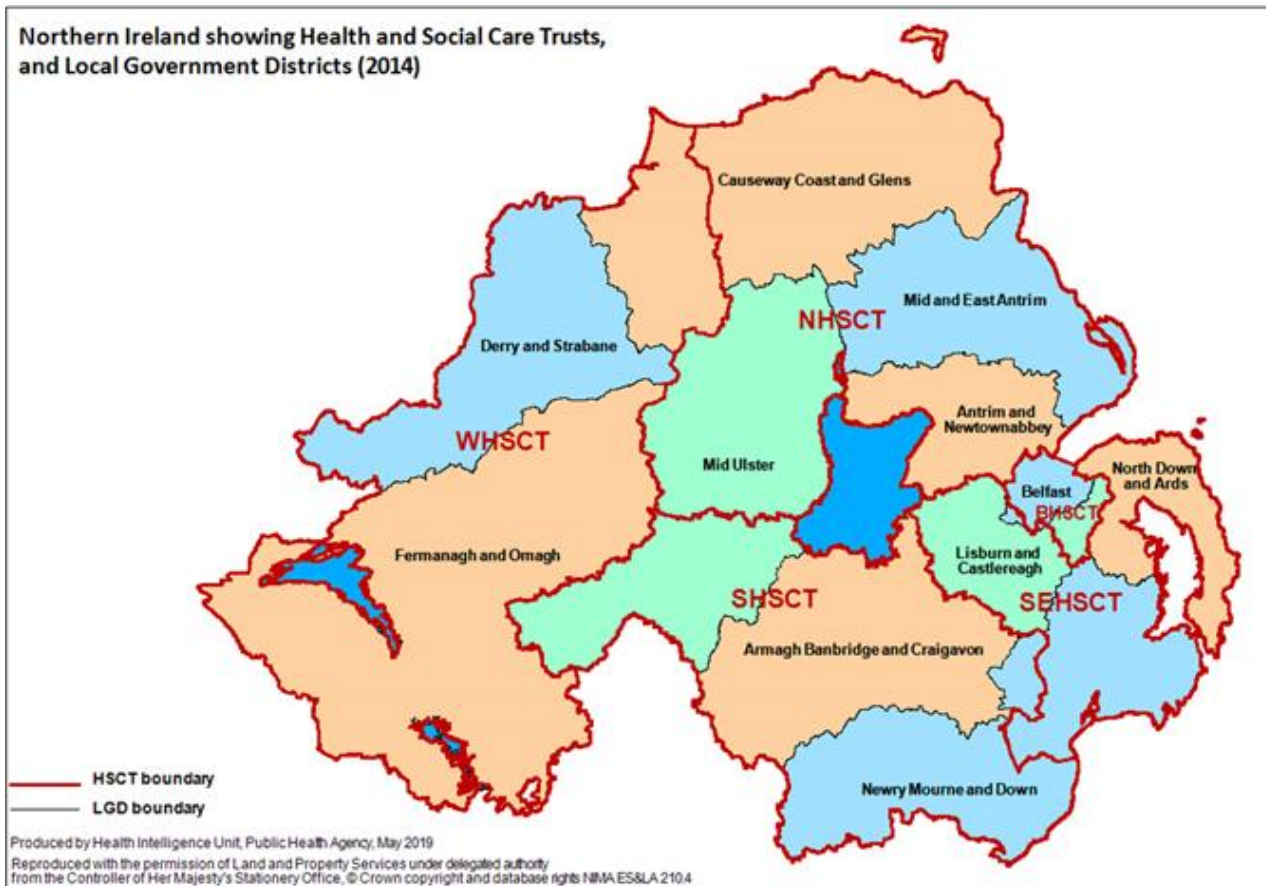 Northern Ireland showing Health and Social Care Trusts,
and Local Government Districts (2014)
Causeway Coast and Glens
Mid and East Antrim
NHSCT
Derry and Strabane
Antrim and
Newtownabbey
WHSCT
Mid Ulster
North Down
and Ards
Belfast
BHSCT
Fermanagh and Omagh
Lisburn and
Castlereagh
SHSCT
SEHSCT
Armagh Banbridge and Craigavon
Newry Mourne and Down
HSCT boundary
LGD boundary
Produced by Health Intelligence Unit, Public Health Agency, May 2019
Reproduced with the permission of Land and Property Services under delegated authority
from the Controller of Her Majesty's Stationery Office, © Crown copyright and database rights NIMA ES&LA 210.4